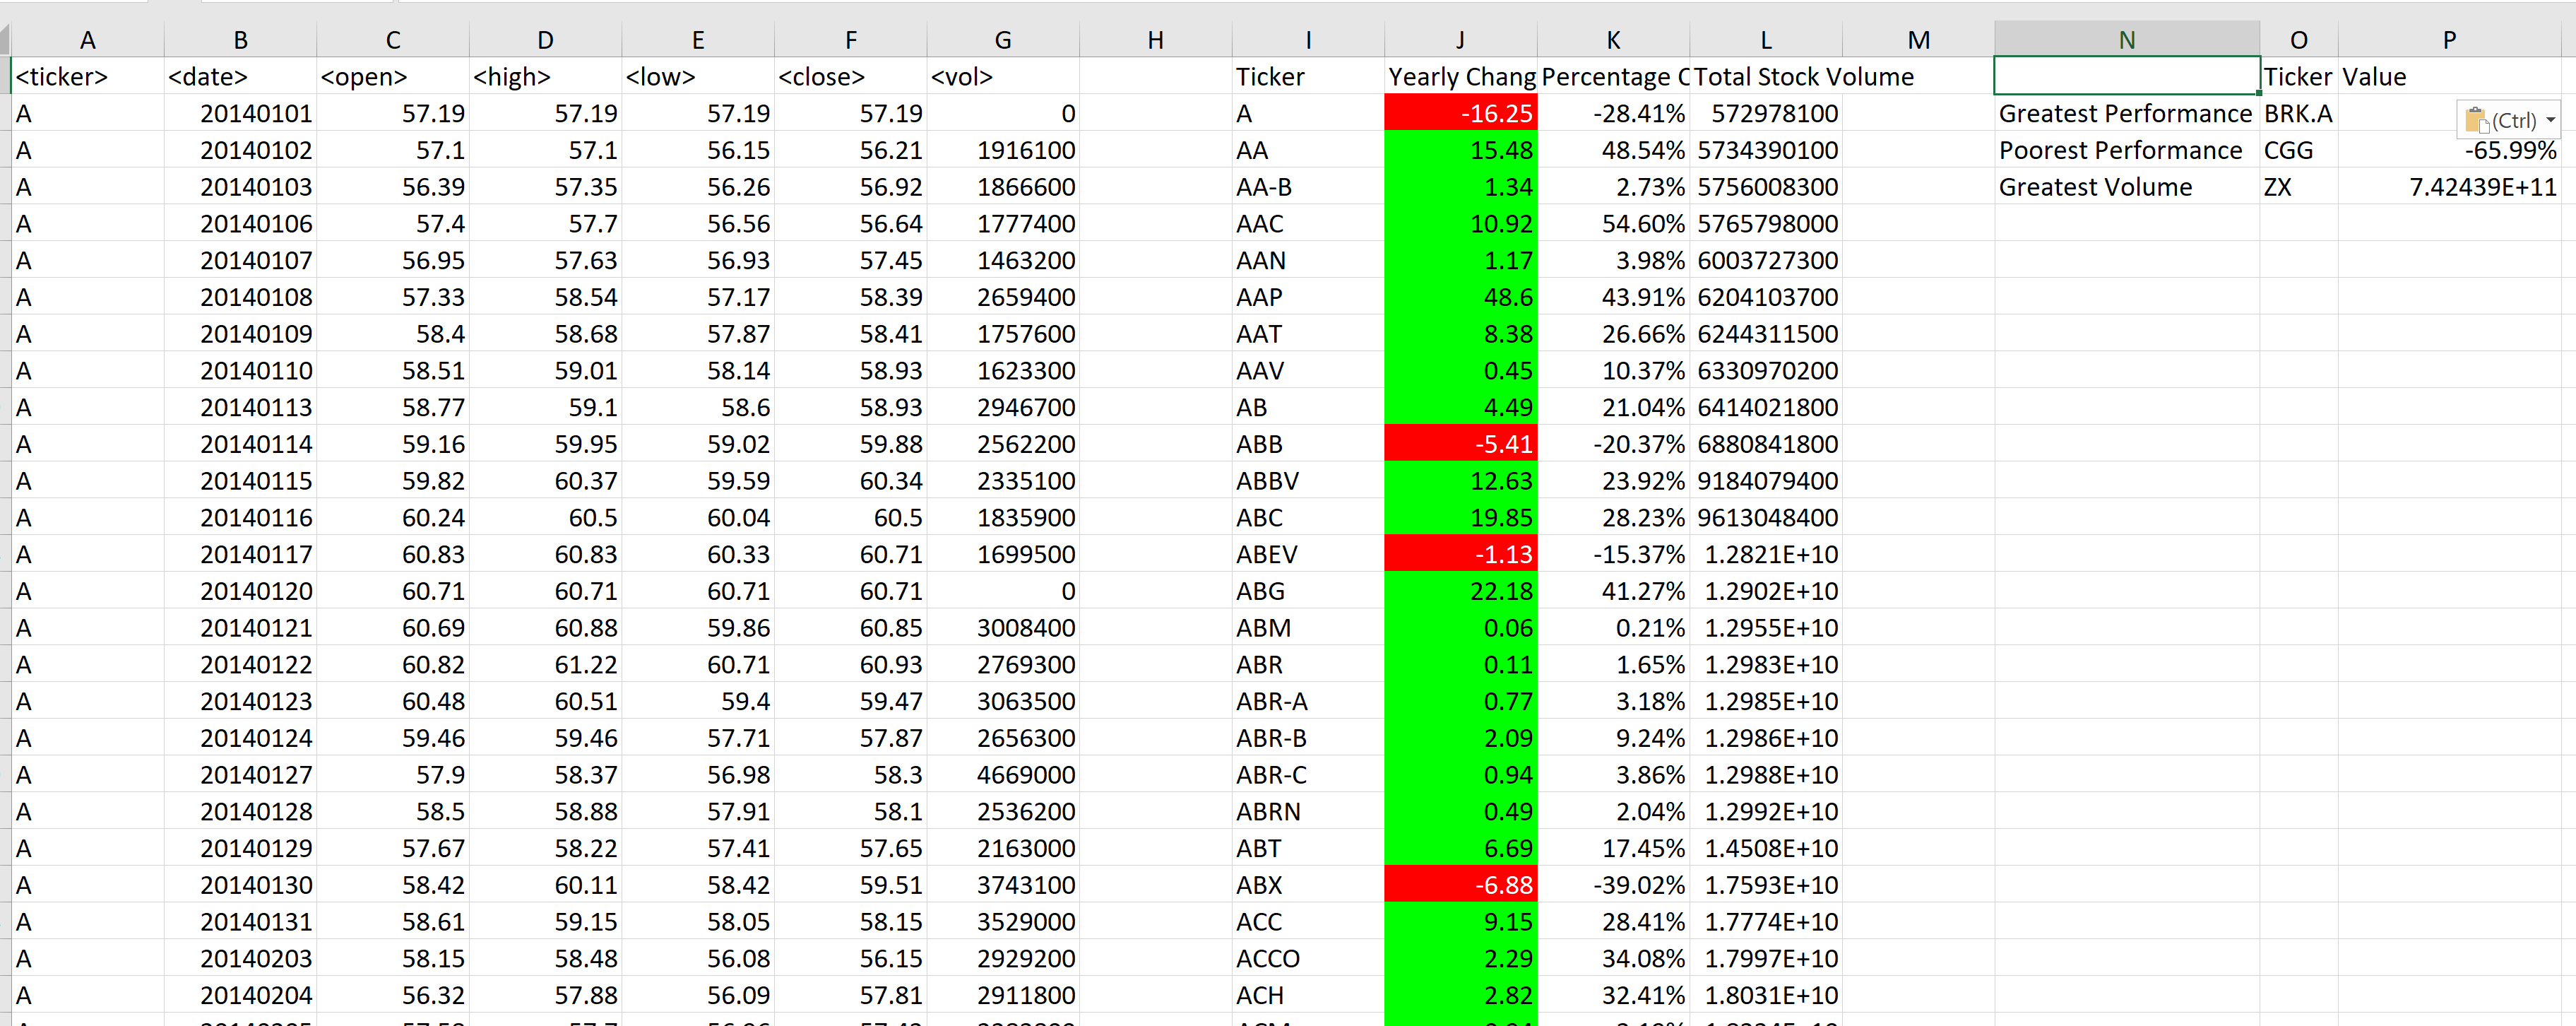 A B C D E F G H I J K L M N O P
<ticker> <date> <open> <high> <low> <close> <vol> Ticker Yearly Chang Percentage C Total Stock Volume Ticker Value
A 20140101 57.19 57.19 57.19 57.19 0 A -16.25 -28.41% 572978100 Greatest Performance BRK.A (Ctrl)
A 20140102 57.1 57.1 56.15 56.21 1916100 AA 15.48 48.54% 5734390100 Poorest Performance CGG -65.99%
A 20140103 56.39 57.35 56.26 56.92 1866600 AA-B 1.34 2.73% 5756008300 Greatest Volume ZX 7.42439E+11
A 20140106 57.4 57.7 56.56 56.64 1777400 AAC 10.92 54.60% 5765798000
A 20140107 56.95 57.63 56.93 57.45 1463200 AAN 1.17 3.98% 6003727300
A 20140108 57.33 58.54 57.17 58.39 2659400 AAP 48.6 43.91% 6204103700
A 20140109 58.4 58.68 57.87 58.41 1757600 AAT 8.38 26.66% 6244311500
A 20140110 58.51 59.01 58.14 58.93 1623300 AAV 0.45 10.37% 6330970200
A 20140113 58.77 59.1 58.6 58.93 2946700 AB 4.49 21.04% 6414021800
A 20140114 59.16 59.95 59.02 59.88 2562200 ABB -5.41 -20.37% 6880841800
A 20140115 59.82 60.37 59.59 60.34 2335100 ABBV 12.63 23.92% 9184079400
A 20140116 60.24 60.5 60.04 60.5 1835900 ABC 19.85 28.23% 9613048400
A 20140117 60.83 60.83 60.33 60.71 1699500 ABEV -1.13 -15.37% 1.2821E+10
A 20140120 60.71 60.71 60.71 60.71 0 ABG 22.18 41.27% 1.2902E+10
A 20140121 60.69 60.88 59.86 60.85 3008400 ABM 0.06 0.21% 1.2955E+10
A 20140122 60.82 61.22 60.71 60.93 2769300 ABR 0.11 1.65% 1.2983E+10
A 20140123 60.48 60.51 59.4 59.47 3063500 ABR-A 0.77 3.18% 1.2985E+10
A 20140124 59.46 59.46 57.71 57.87 2656300 ABR-B 2.09 9.24% 1.2986E+10
A 20140127 57.9 58.37 56.98 58.3 4669000 ABR-C 0.94 3.86% 1.2988E+10
A 20140128 58.5 58.88 57.91 58.1 2536200 ABRN 0.49 2.04% 1.2992E+10
A 20140129 57.67 58.22 57.41 57.65 2163000 ABT 6.69 17.45% 1.4508E+10
A 20140130 58.42 60.11 58.42 59.51 3743100 ABX -6.88 -39.02% 1.7593E+10
A 20140131 58.61 59.15 58.05 58.15 3529000 ACC 9.15 28.41% 1.7774E+10
A 20140203 58.15 58.48 56.08 56.15 2929200 ACCO 2.29 34.08% 1.7997E+10
A 20140204 56.32 57.88 56.09 57.81 2911800 ACH 2.82 32.41% 1.8031E+10